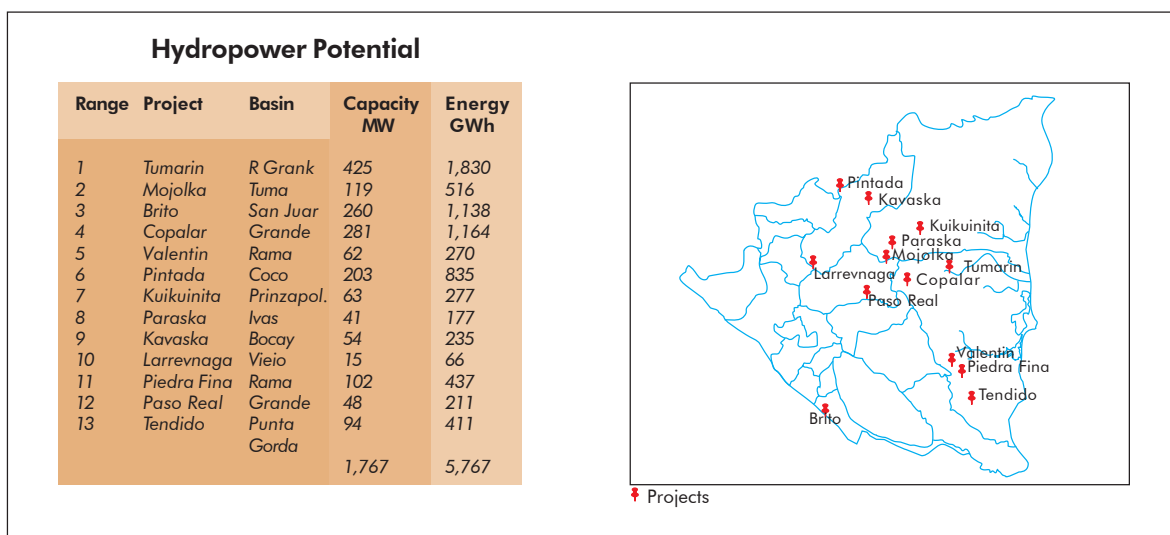 Hydropower Potential
Range Project Basin Capacity MW Energy GWh
1 Tumarin R Grank 425 1,830
2 Mojolka Tuma 119 516
3 Brito San Juar 260 1,138
4 Copalar Grande 281 1,164
5 Valentin Rama 62 270
6 Pintada Coco 203 835
7 Kuikuinita Prinzapol. 63 277
8 Paraska Ivas 41 177
9 Kavaska Bocay 54 235
10 Larrevnaga Vieio 15 66
11 Piedra Fina Rama 102 437
12 Paso Real Grande 48 211
13 Tendido Punta Gorda 94 411
1,767 5,767
Pintada
Kavaska
Kuikuinita
Paraska
Mojolka
Tumarin
Larrevnaga
Copalar
Paso Real
Valentin
Piedra Fina
Tendido
Brito
Projects